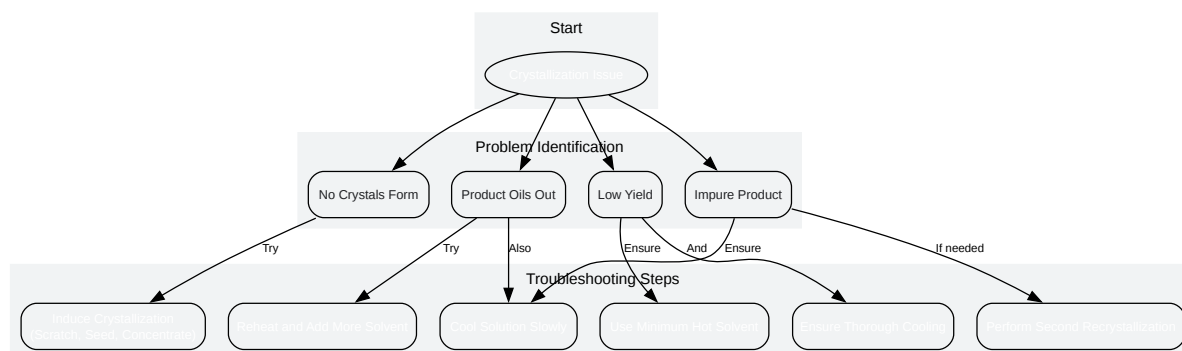 Start
Crystallization Issue
Problem Identification
No Crystals Form
Product Oils Out
Low Yield
Impure Product
Try
Try
Also
Ensure
And
Ensure
If needed
Troubleshooting Steps
Induce Crystallization
(Scratch, Seed, Concentrate)
Reheat and Add More Solvent
Cool Solution Slowly
Use Minimum Hot Solvent
Ensure Thorough Cooling
Perform Second Recrystallization